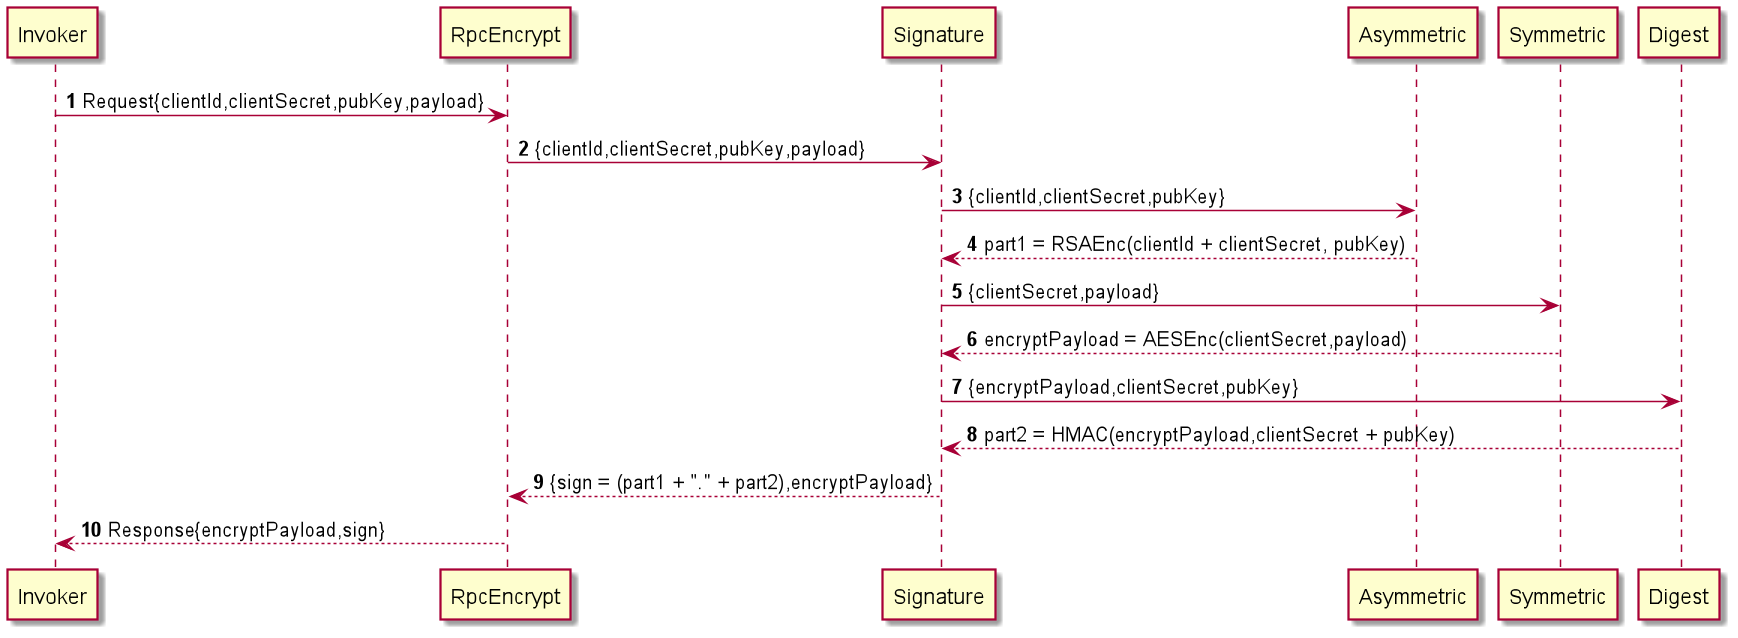 Invoker
RpcEncrypt
Signature
Asymmetric
Symmetric
Digest
1 Request{clientId,clientSecret,pubKey,payload}
2 {clientId,clientSecret,pubKey,payload}
3 {clientId,clientSecret,pubKey}
4 part1 = RSAEnc(clientId + clientSecret, pubKey)
5 {clientSecret,payload}
6 encryptPayload = AESEnc(clientSecret,payload)
7 {encryptPayload,clientSecret,pubKey}
8 part2 = HMAC(encryptPayload,clientSecret + pubKey)
9 {sign = (part1 + "." + part2),encryptPayload}
10 Response{encryptPayload,sign}
Invoker
RpcEncrypt
Signature
Asymmetric
Symmetric
Digest